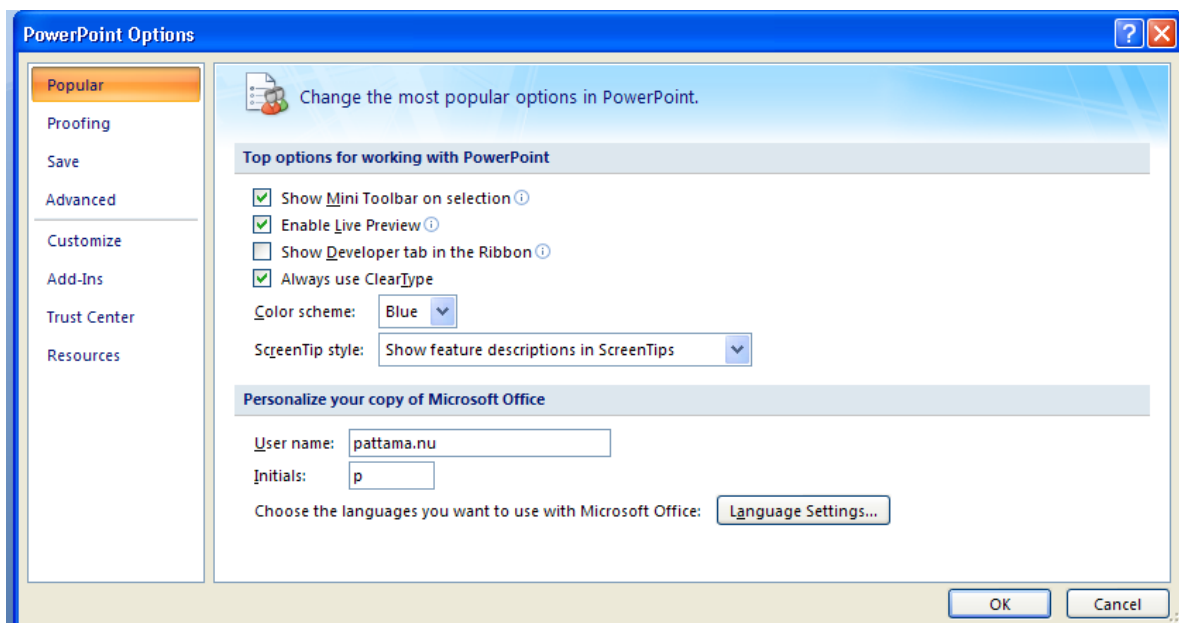 PowerPoint Options
Popular
Proofing
Save
Advanced
Customize
Add-Ins
Trust Center
Resources
Change the most popular options in PowerPoint.
Top options for working with PowerPoint
Show Mini Toolbar on selection
Enable Live Preview
Show Developer tab in the Ribbon
Always use ClearType
Color scheme: Blue
ScreenTip style: Show feature descriptions in ScreenTips
Personalize your copy of Microsoft Office
User name: pattama.nu
Initials: p
Choose the languages you want to use with Microsoft Office: Language Settings...
OK Cancel